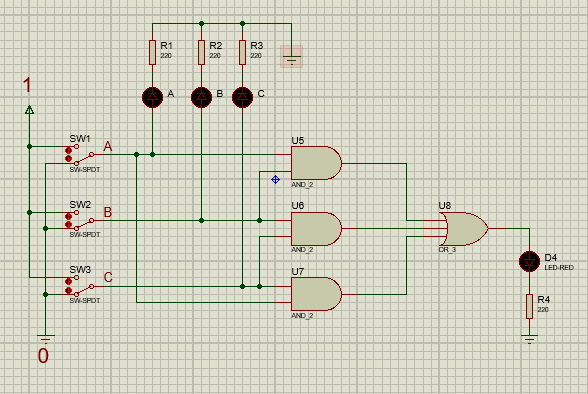 R1
220
R2
220
R3
220
A
B
C
1
SW1
A
SW-SPDT
U5
AND_2
SW2
B
SW-SPDT
U6
AND_2
U8
OR_3
D4
LED-RED
SW3
C
SW-SPDT
U7
AND_2
R4
220
0